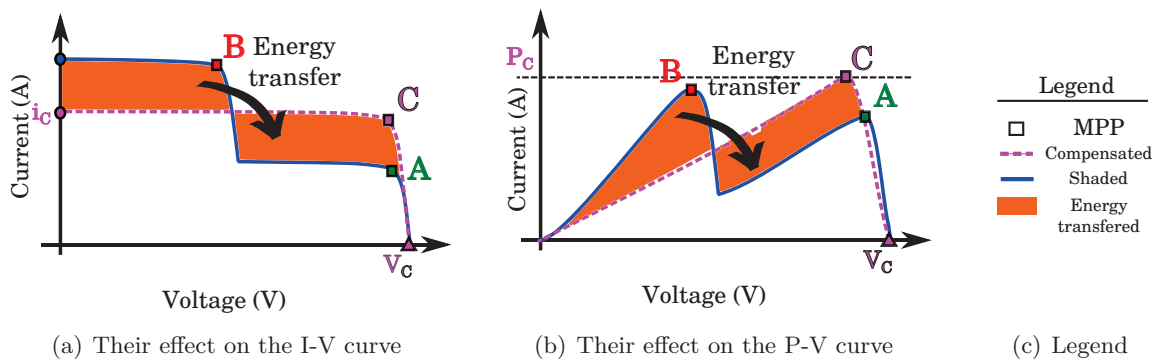 B
Energy
transfer
C
i_C
A
Current (A)
V_C
Voltage (V)
(a) Their effect on the I-V curve
P_C
B
Energy
transfer
C
A
Current (A)
V_C
Voltage (V)
(b) Their effect on the P-V curve
Legend
MPP
Compensated
Shaded
Energy
transfered
(c) Legend